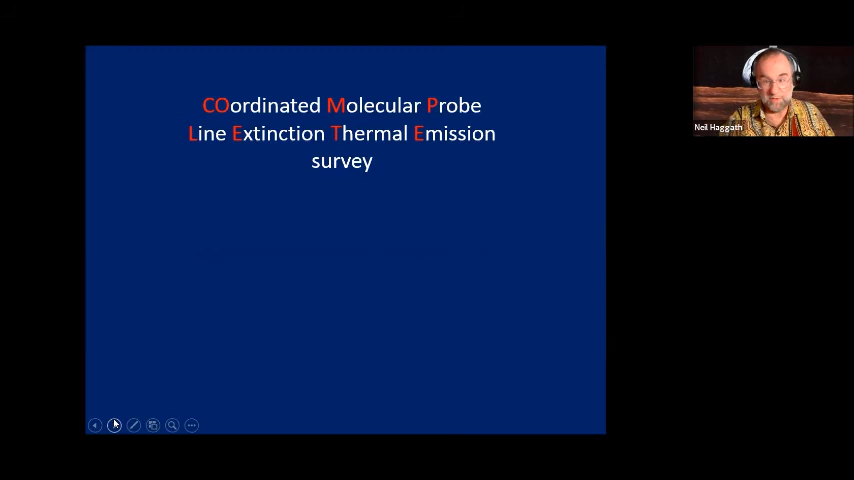 COordinated Molecular Probe
Line Extinction Thermal Emission
survey
Neil Haggath